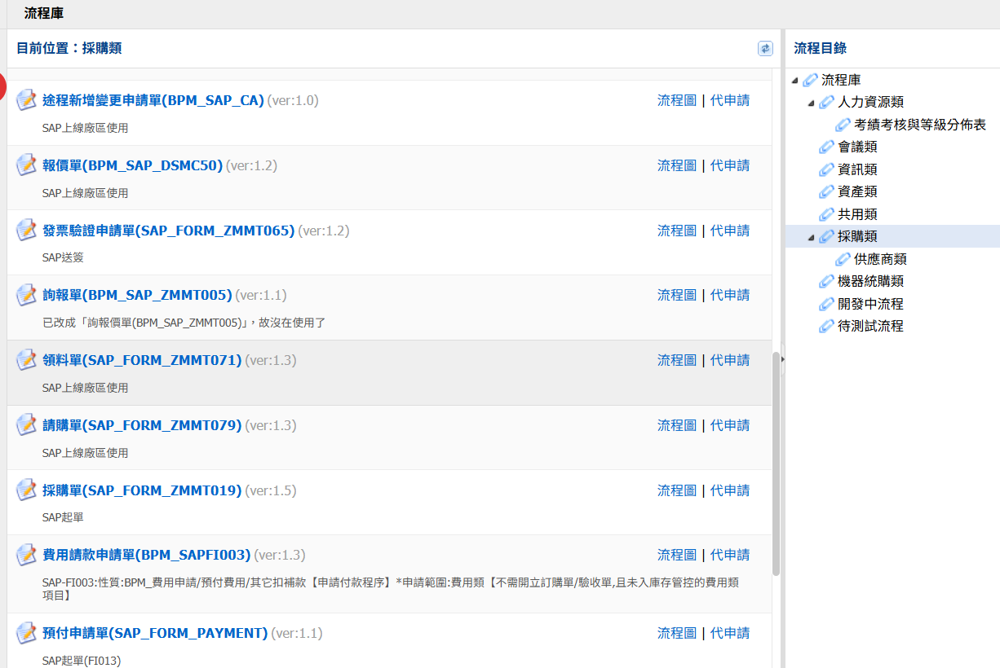 流程庫
目前位置：採購類
途程新增變更申請單(BPM_SAP_CA) (ver:1.0) 流程圖 | 代申請
SAP上線廠區使用
報價單(BPM_SAP_DSMC50) (ver:1.2) 流程圖 | 代申請
SAP上線廠區使用
發票驗證申請單(SAP_FORM_ZMMT065) (ver:1.2) 流程圖 | 代申請
SAP送簽
詢報單(BPM_SAP_ZMMT005) (ver:1.1) 流程圖 | 代申請
已改成「詢報價單(BPM_SAP_ZMMT005)」，故沒在使用了
領料單(SAP_FORM_ZMMT071) (ver:1.3) 流程圖 | 代申請
SAP上線廠區使用
請購單(SAP_FORM_ZMMT079) (ver:1.3) 流程圖 | 代申請
SAP上線廠區使用
採購單(SAP_FORM_ZMMT019) (ver:1.5) 流程圖 | 代申請
SAP起單
費用請款申請單(BPM_SAPFI003) (ver:1.3) 流程圖 | 代申請
SAP-FI003:性質:BPM_費用申請/預付費用/其它扣補款【申請付款程序】*申請範圍:費用類【不需開立訂購單/驗收單,且未入庫存管控的費用類
項目】
預付申請單(SAP_FORM_PAYMENT) (ver:1.1) 流程圖 | 代申請
SAP起單(FI013)
流程目錄
流程庫
人力資源類
考績考核與等級分佈表
會議類
資訊類
資產類
共用類
採購類
供應商類
機器統購類
開發中流程
待測試流程